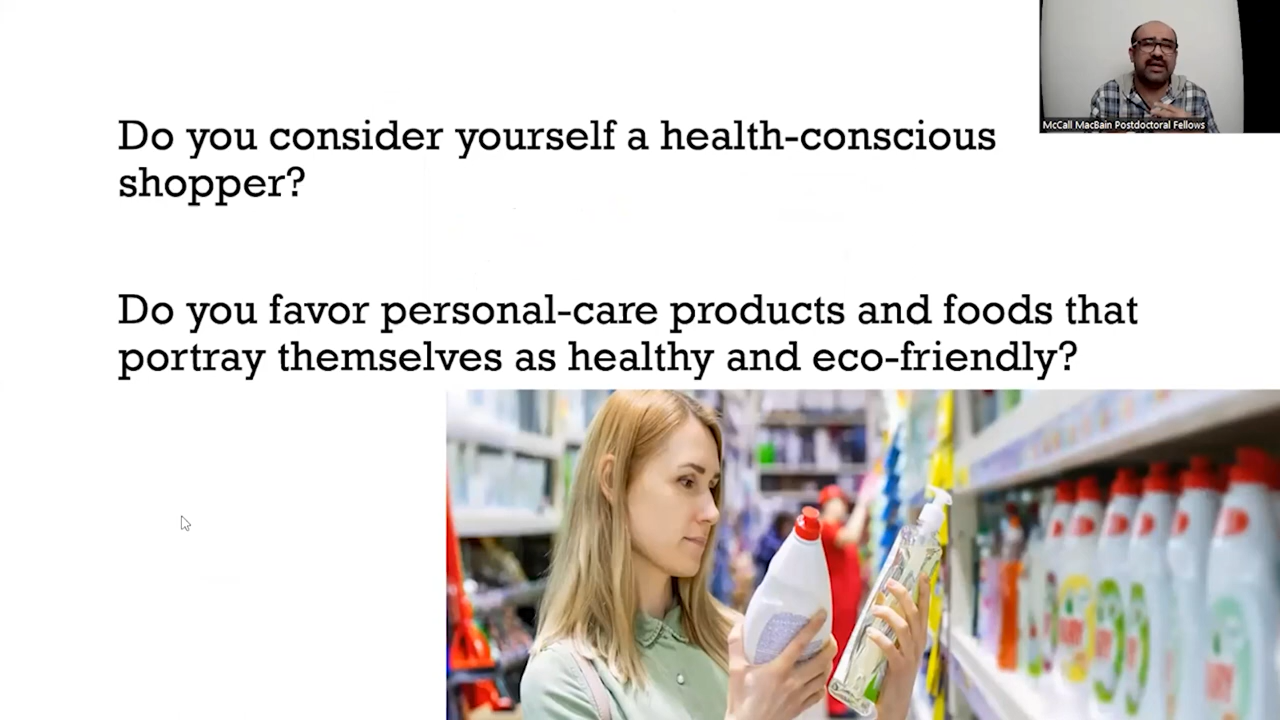 McCall MacBain Postdoctoral Fellows
Do you consider yourself a health-conscious
shopper?
Do you favor personal-care products and foods that
portray themselves as healthy and eco-friendly?